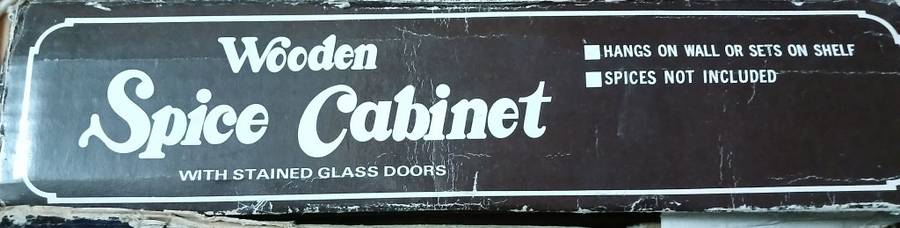 Wooden
Spice Cabinet
WITH STAINED GLASS DOORS
HANGS ON WALL OR SETS ON SHELF
SPICES NOT INCLUDED